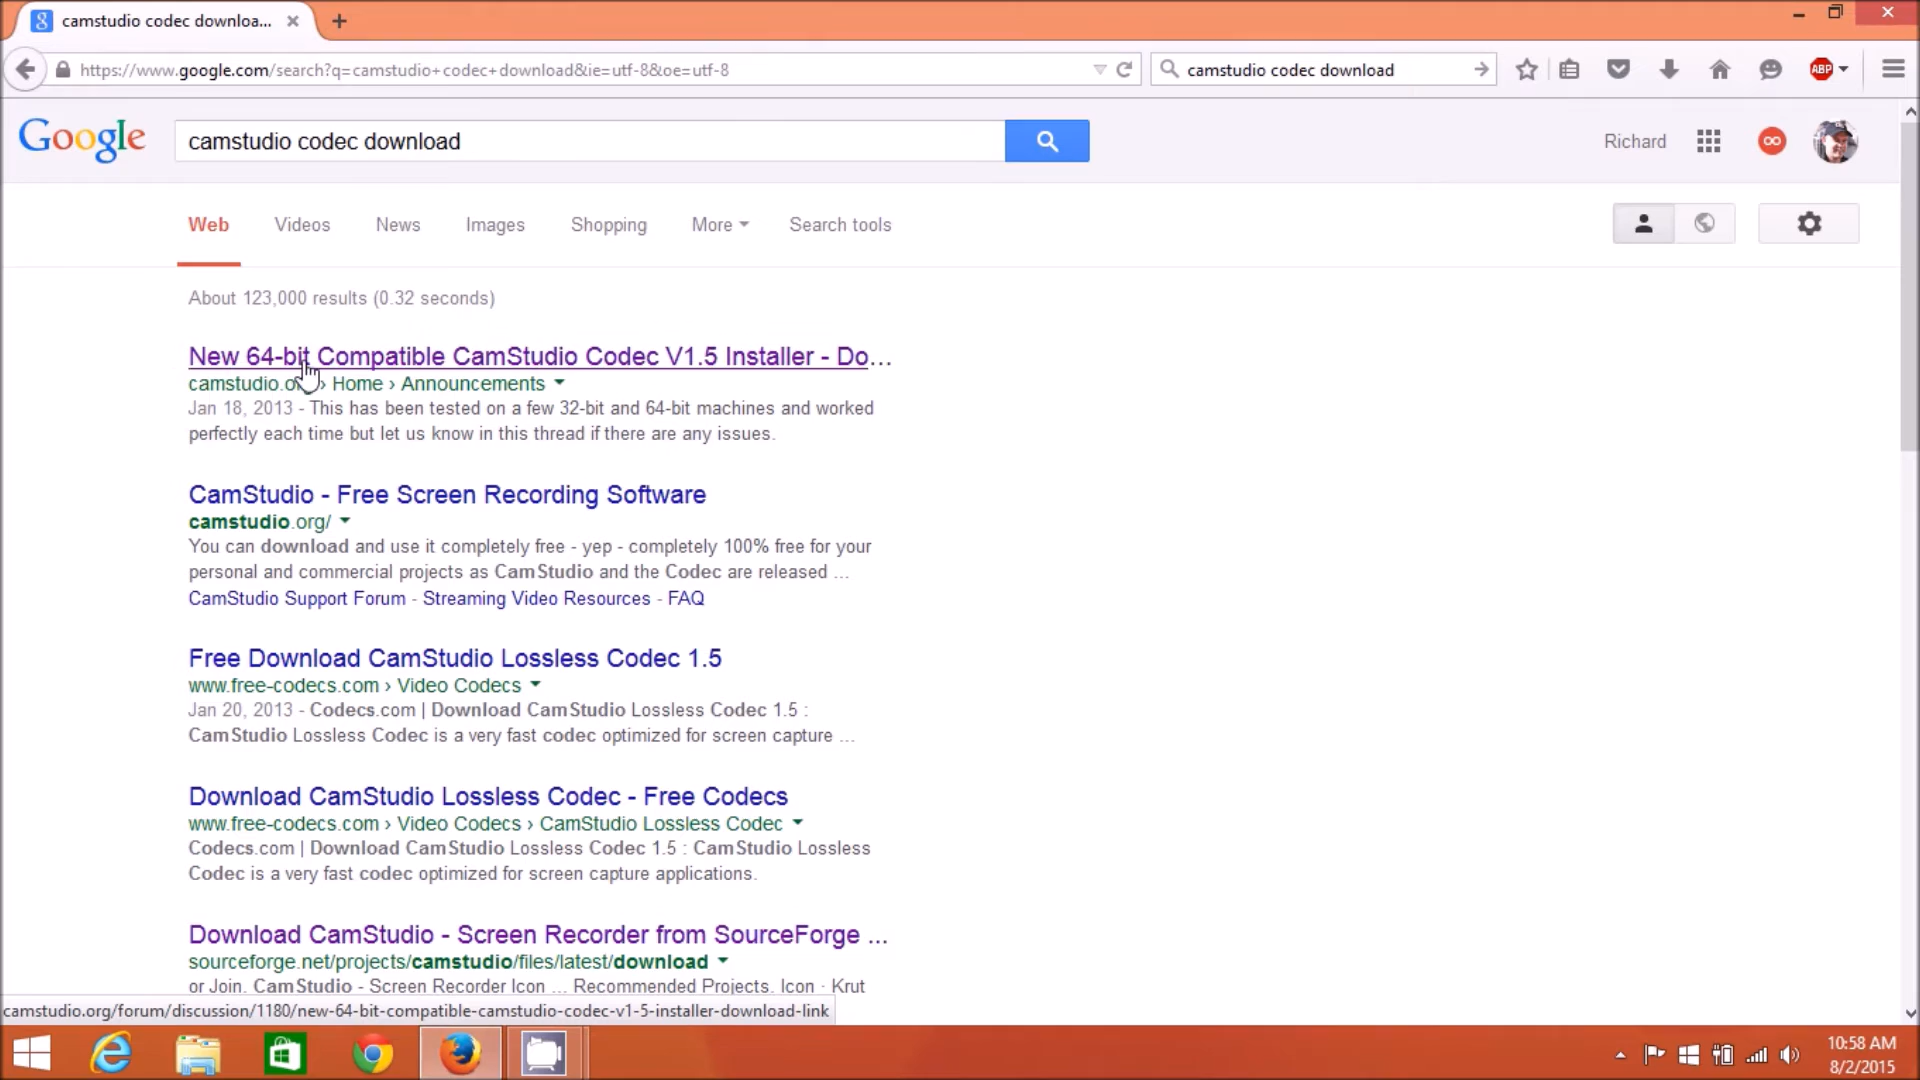 camstudio codec downloa...
https://www.google.com/search?q=camstudio+codec+download&ie=utf-8&oe=utf-8
camstudio codec download
ABP
Google
camstudio codec download
Richard
Web Videos News Images Shopping More Search tools
About 123,000 results (0.32 seconds)
New 64-bit Compatible CamStudio Codec V1.5 Installer - Do...
camstudio.o › Home › Announcements
Jan 18, 2013 - This has been tested on a few 32-bit and 64-bit machines and worked
perfectly each time but let us know in this thread if there are any issues.
CamStudio - Free Screen Recording Software
camstudio.org/
You can download and use it completely free - yep - completely 100% free for your
personal and commercial projects as CamStudio and the Codec are released ...
CamStudio Support Forum - Streaming Video Resources - FAQ
Free Download CamStudio Lossless Codec 1.5
www.free-codecs.com › Video Codecs
Jan 20, 2013 - Codecs.com | Download CamStudio Lossless Codec 1.5 :
CamStudio Lossless Codec is a very fast codec optimized for screen capture ...
Download CamStudio Lossless Codec - Free Codecs
www.free-codecs.com › Video Codecs › CamStudio Lossless Codec
Codecs.com | Download CamStudio Lossless Codec 1.5 : CamStudio Lossless
Codec is a very fast codec optimized for screen capture applications.
Download CamStudio - Screen Recorder from SourceForge ...
sourceforge.net/projects/camstudio/files/latest/download
or Join. CamStudio - Screen Recorder Icon ... Recommended Projects. Icon · Krut
camstudio.org/forum/discussion/1180/new-64-bit-compatible-camstudio-codec-v1-5-installer-download-link
10:58 AM
8/2/2015